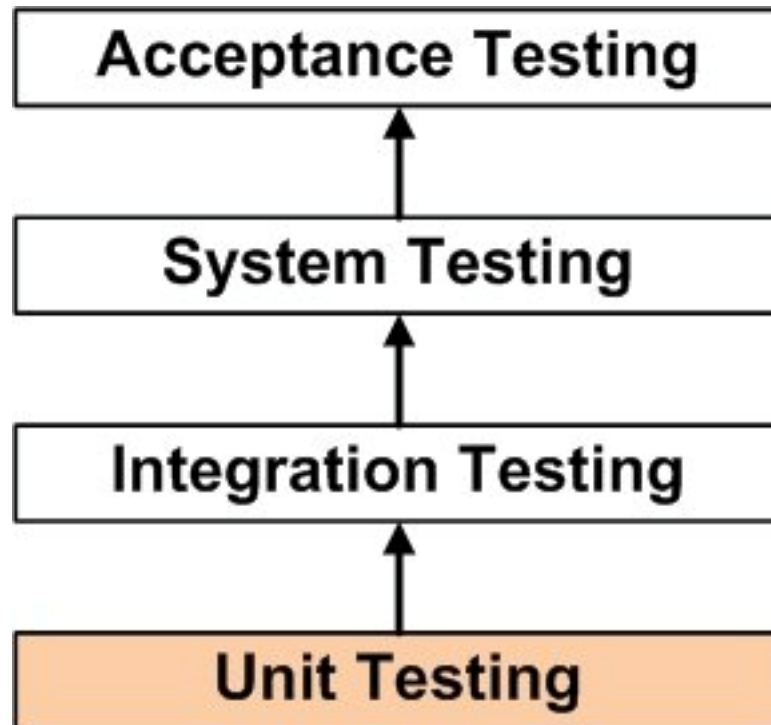 Acceptance Testing
System Testing
Integration Testing
Unit Testing